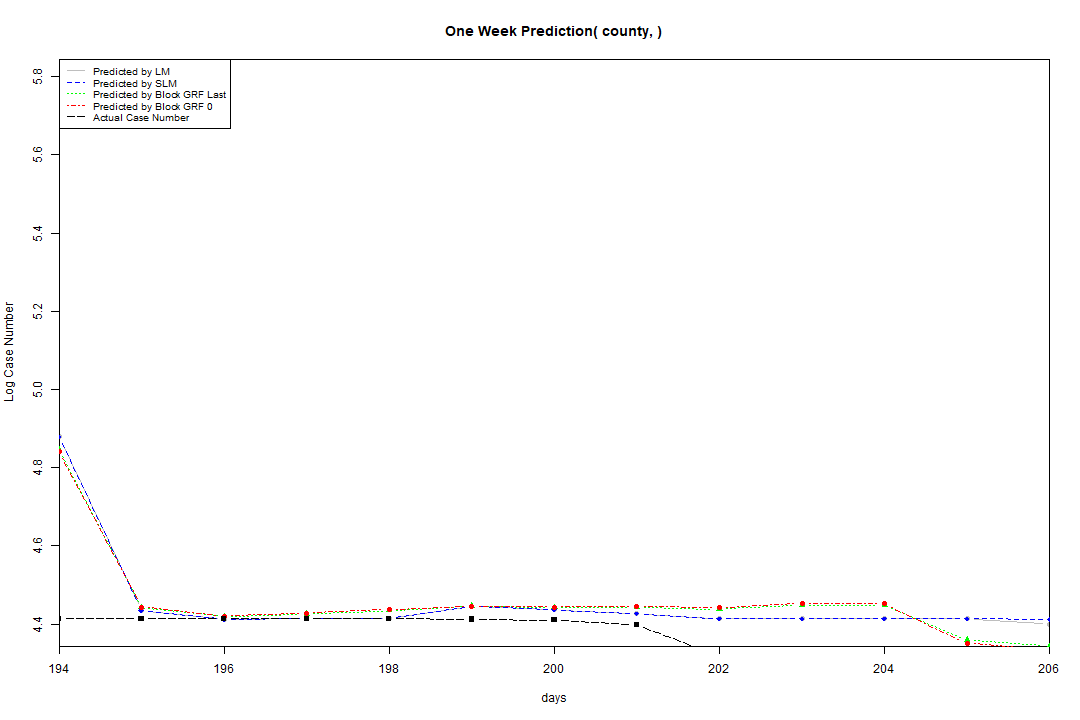 One Week Prediction( county, )
Predicted by LM
Predicted by SLM
Predicted by Block GRF Last
Predicted by Block GRF 0
Actual Case Number
5.8
5.6
5.4
5.2
5.0
4.8
4.6
4.4
Log Case Number
194 196 198 200 202 204 206
days